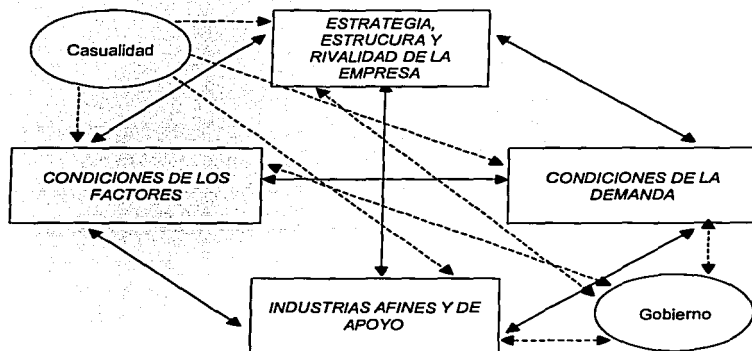 ESTRATEGIA,
ESTRUCURA Y
RIVALIDAD DE LA
EMPRESA
Casualidad
CONDICIONES DE LOS
FACTORES
CONDICIONES DE LA
DEMANDA
INDUSTRIAS AFINES Y DE
APOYO
Gobierno